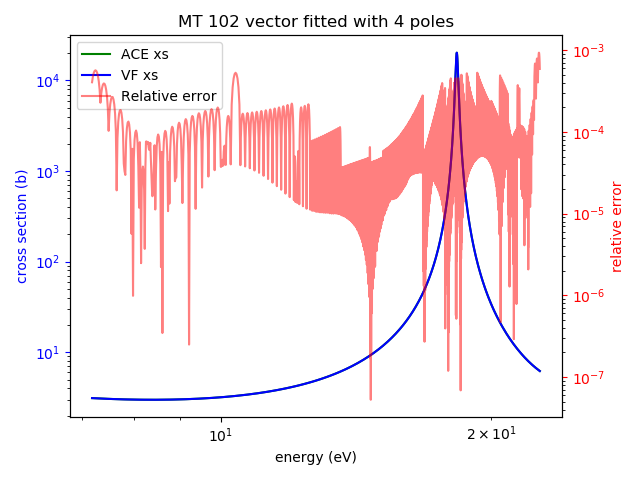 MT 102 vector fitted with 4 poles
ACE xs
VF xs
Relative error
cross section (b)
10⁴
10³
10²
10¹
10⁻³
10⁻⁴
10⁻⁵
10⁻⁶
10⁻⁷
relative error
10¹
2 × 10¹
energy (eV)